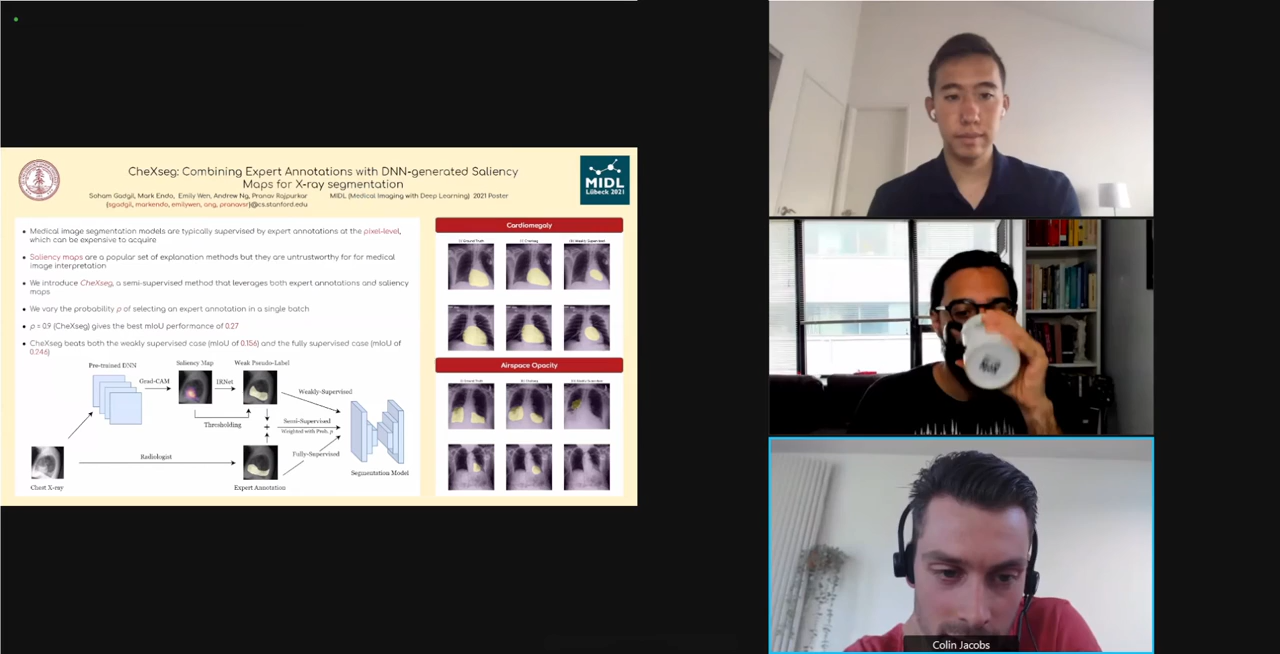 CheXseg: Combining Expert Annotations with DNN-generated Saliency
Maps for X-ray segmentation
Soham Gadgil, Mark Endo, Emily Wen, Andrew Ng, Pranav Rajpurkar MIDL (Medical Imaging with Deep Learning) 2021 Poster
{sgadgil, markendo, emilywen, ang, pranavsr}@cs.stanford.edu
MIDL
Lübeck 2021
• Medical image segmentation models are typically supervised by expert annotations at the pixel-level,
which can be expensive to acquire
• Saliency maps are a popular set of explanation methods but they are untrustworthy for for medical
image interpretation
• We introduce CheXseg, a semi-supervised method that leverages both expert annotations and saliency
maps
• We vary the probability p of selecting an expert annotation in a single batch
• p = 0.9 (CheXseg) gives the best mIoU performance of 0.27
• CheXseg beats both the weakly supervised case (mIoU of 0.156) and the fully supervised case (mIoU of
0.246)
Pre-trained DNN
Saliency Map
Weak Pseudo-Label
Grad-CAM
IRNet
Weakly-Supervised
Thresholding
+
Semi-Supervised
Weighted with Prob. p
Fully-Supervised
Radiologist
Segmentation Model
Chest X-ray
Expert Annotation
Cardiomegaly
Airspace Opacity
Colin Jacobs